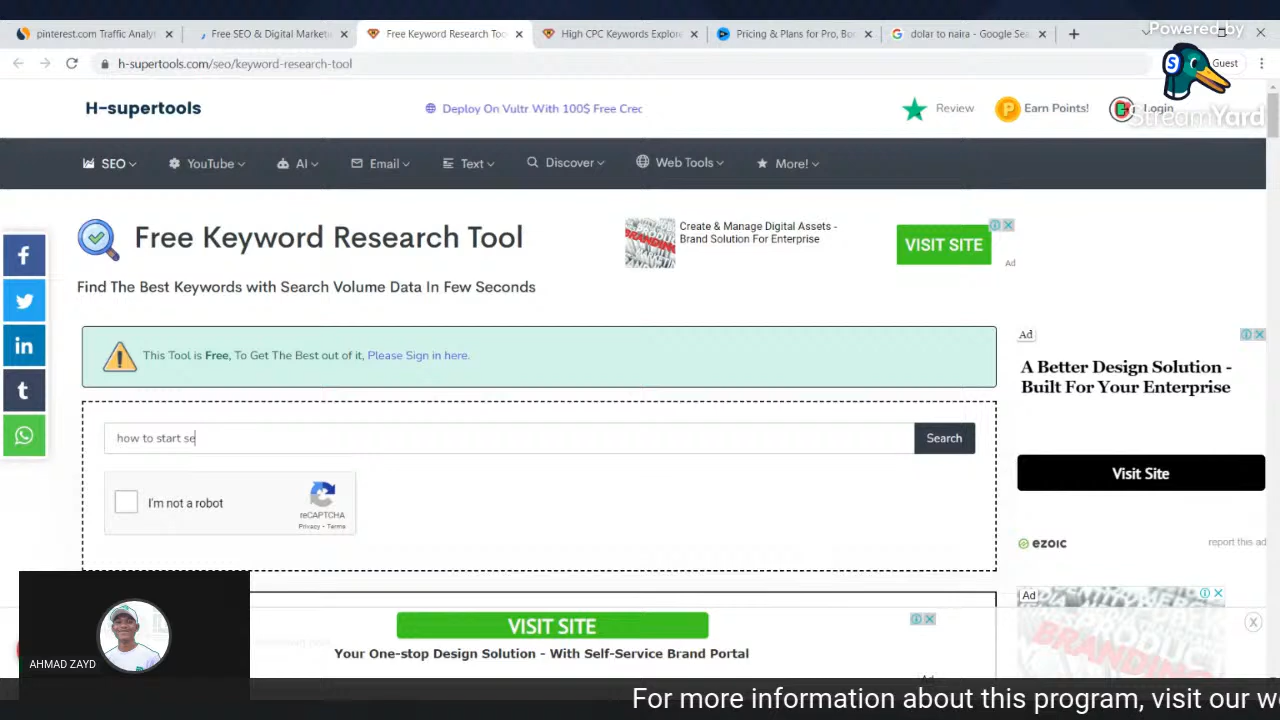 pinterest.com Traffic Analyt
Free SEO & Digital Marketi
Free Keyword Research Too
High CPC Keywords Explore
Pricing & Plans for Pro, Bo
dolar to naira - Google Sea
Powered by
h-supertools.com/seo/keyword-research-tool
Guest
H-supertools
Deploy On Vultr With 100$ Free Crec
Review
Earn Points!
Login
StreamYard
SEO
YouTube
AI
Email
Text
Discover
Web Tools
More!
Free Keyword Research Tool
Create & Manage Digital Assets -
Brand Solution For Enterprise
VISIT SITE
Ad
Find The Best Keywords with Search Volume Data In Few Seconds
This Tool is Free, To Get The Best out of it, Please Sign in here.
Ad
A Better Design Solution -
Built For Your Enterprise
how to start se
Search
Visit Site
I'm not a robot
reCAPTCHA
Privacy - Terms
ezoic
report this ad
Ad
VISIT SITE
Your One-stop Design Solution - With Self-Service Brand Portal
AHMAD ZAYD
For more information about this program, visit our w